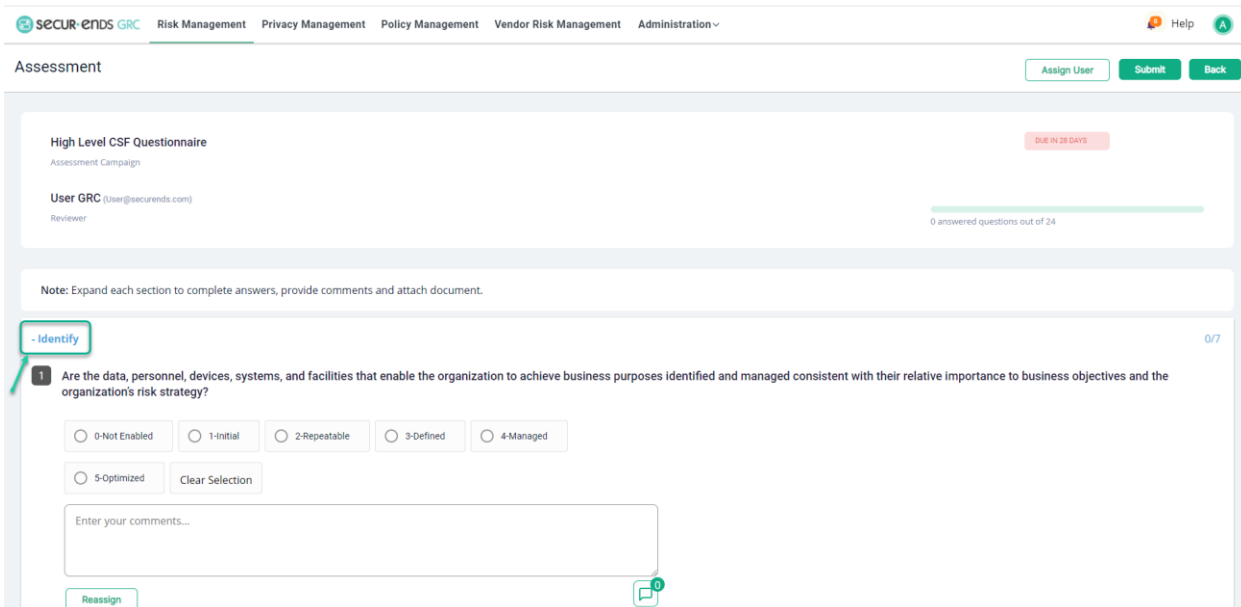 SECUR-ENDS GRC Risk Management Privacy Management Policy Management Vendor Risk Management Administration Help A
Assessment Assign User Submit Back
High Level CSF Questionnaire DUE IN 28 DAYS
Assessment Campaign
User GRC (User@securends.com)
Reviewer 0 answered questions out of 24
Note: Expand each section to complete answers, provide comments and attach document.
- Identify 0/7
1 Are the data, personnel, devices, systems, and facilities that enable the organization to achieve business purposes identified and managed consistent with their relative importance to business objectives and the
organization's risk strategy?
0-Not Enabled 1-Initial 2-Repeatable 3-Defined 4-Managed
5-Optimized Clear Selection
Enter your comments...
Reassign 0